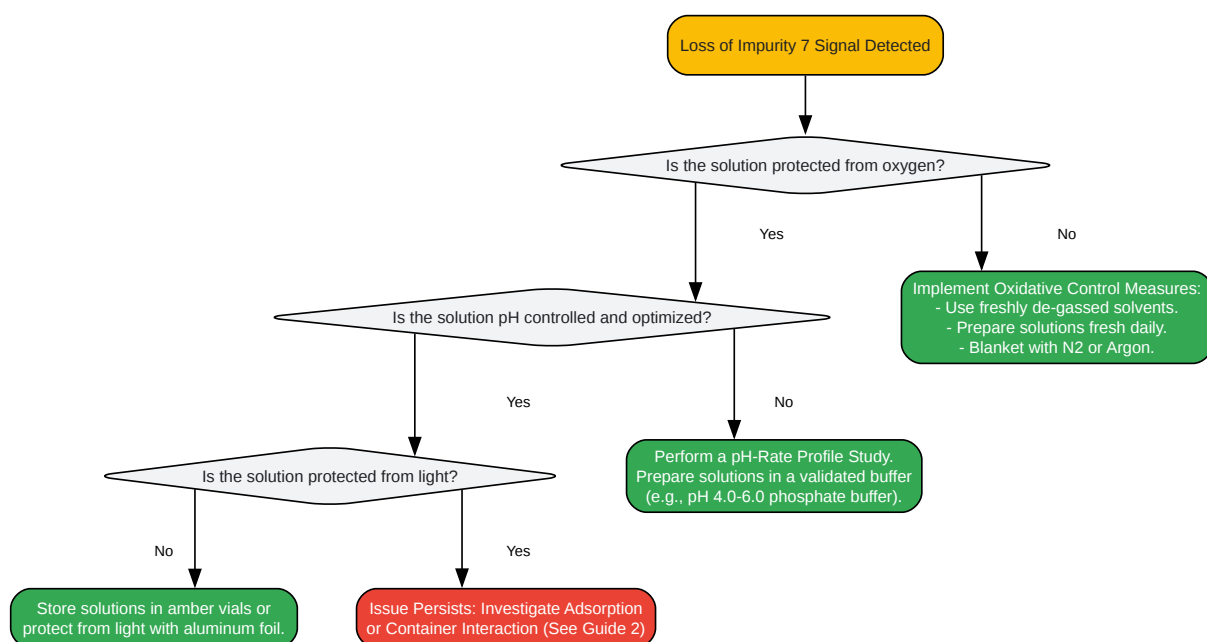 Loss of Impurity 7 Signal Detected
Is the solution protected from oxygen?
Yes
No
Implement Oxidative Control Measures:
- Use freshly de-gassed solvents.
- Prepare solutions fresh daily.
- Blanket with N2 or Argon.
Is the solution pH controlled and optimized?
Yes
No
Perform a pH-Rate Profile Study.
Prepare solutions in a validated buffer
(e.g., pH 4.0-6.0 phosphate buffer).
Is the solution protected from light?
No
Yes
Store solutions in amber vials or
protect from light with aluminum foil.
Issue Persists: Investigate Adsorption
or Container Interaction (See Guide 2)